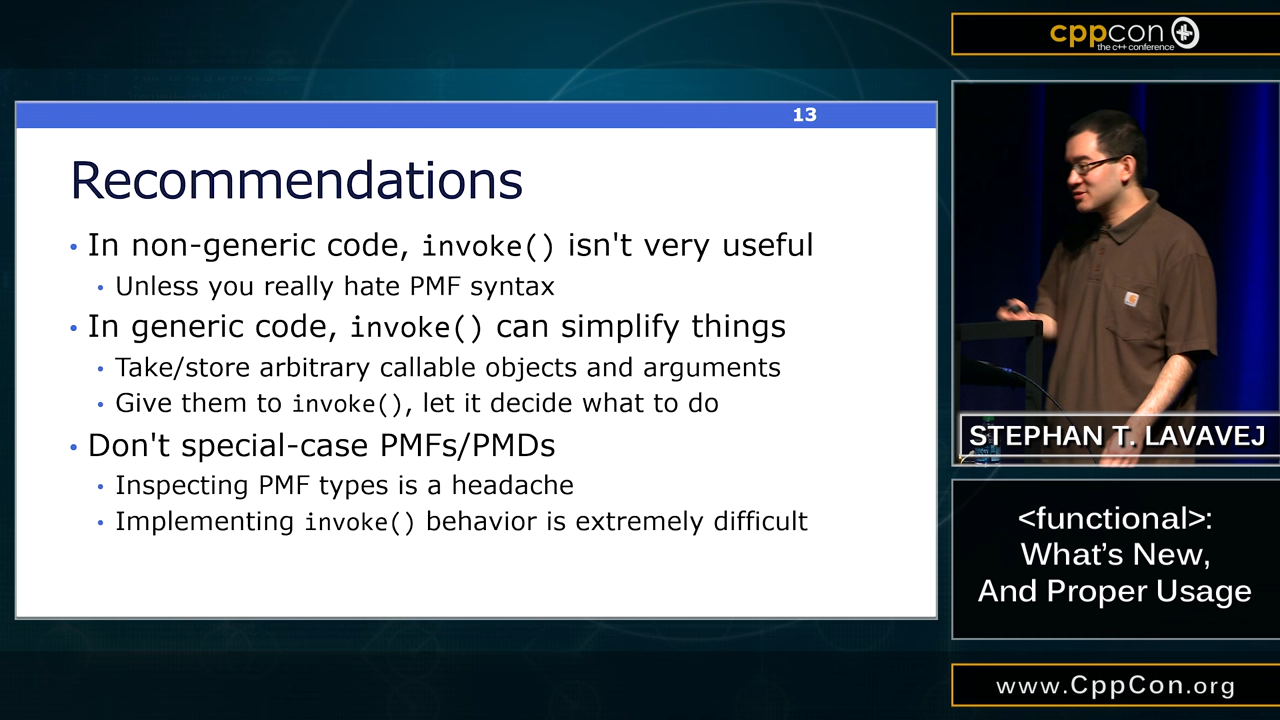 13
Recommendations
• In non-generic code, invoke() isn't very useful
• Unless you really hate PMF syntax
• In generic code, invoke() can simplify things
• Take/store arbitrary callable objects and arguments
• Give them to invoke(), let it decide what to do
• Don't special-case PMFs/PMDs
• Inspecting PMF types is a headache
• Implementing invoke() behavior is extremely difficult
cppcon
the c++ conference
STEPHAN T. LAVAVEJ
<functional>:
What’s New,
And Proper Usage
www.CppCon.org